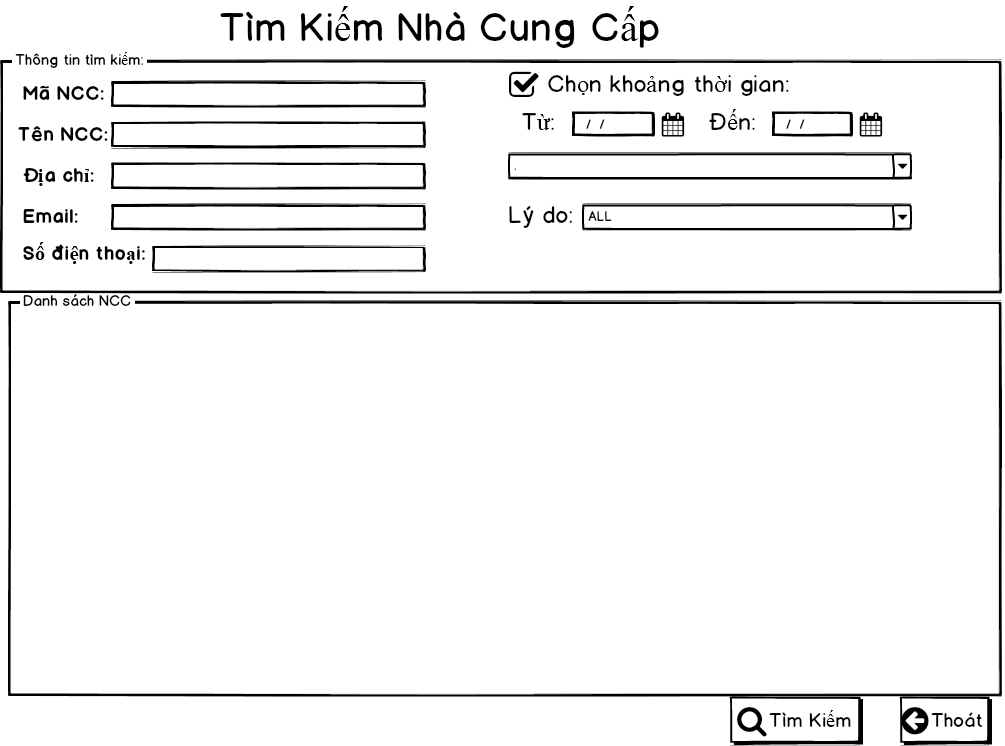 Tìm Kiếm Nhà Cung Cấp
Thông tin tìm kiếm:
Mã NCC:
Tên NCC:
Địa chỉ:
Email:
Số điện thoại:
Chọn khoảng thời gian:
Từ: / / Đến: / /
Lý do: ALL
Danh sách NCC
Tìm Kiếm
Thoát